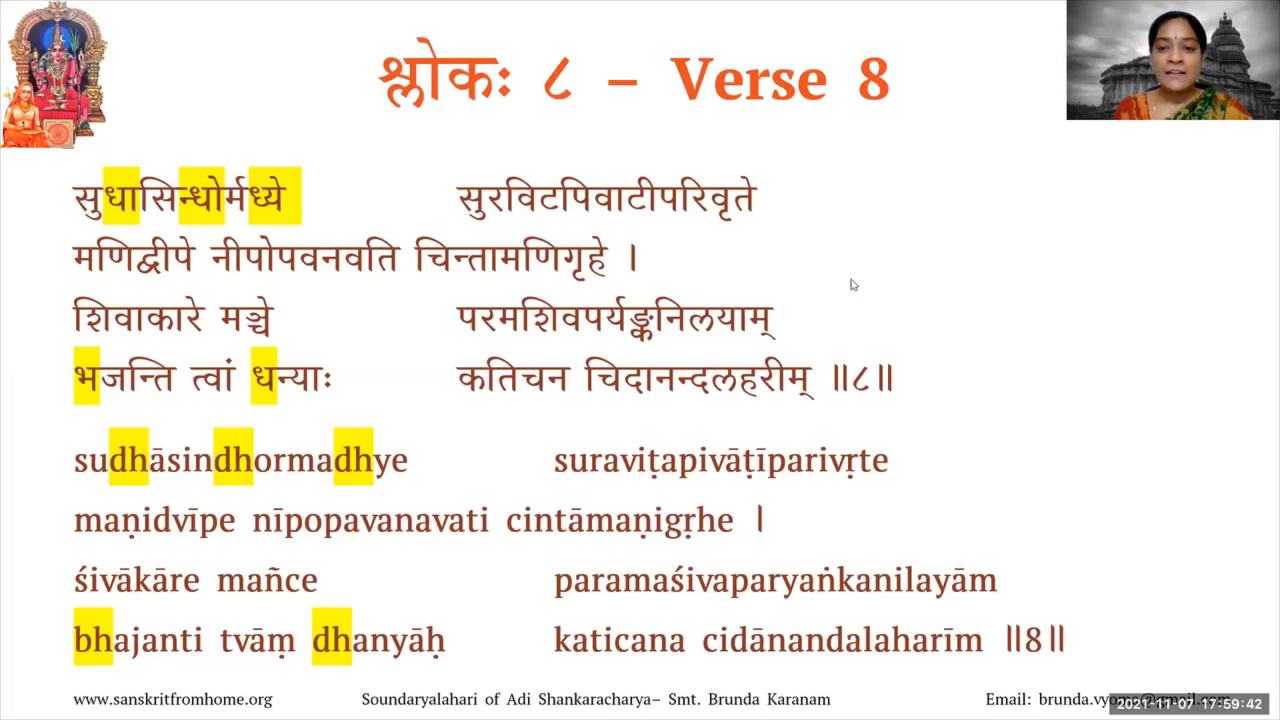 श्लोकः ८ – Verse 8
सुधासिन्धोर्मध्ये सुरविटपिवाटीपरिवृते
मणिद्वीपे नीपोपवनवति चिन्तामणिगृहे ।
शिवाकारे मञ्चे परमशिवपर्यङ्कनिलयाम्
भजन्ति त्वां धन्याः कतिचन चिदानन्दलहरीम् ॥८॥
sudhāsindhormadhye suraviṭapivāṭīparivṛte
maṇidvīpe nīpopavanavati cintāmaṇigṛhe ।
śivākāre mañce paramaśivaparyaṅkanilayām
bhajanti tvāṃ dhanyāḥ katicana cidānandalaharīm ॥8॥
www.sanskritfromhome.org Soundaryalahari of Adi Shankaracharya– Smt. Brunda Karanam Email:
2021-11-07 17:59:42